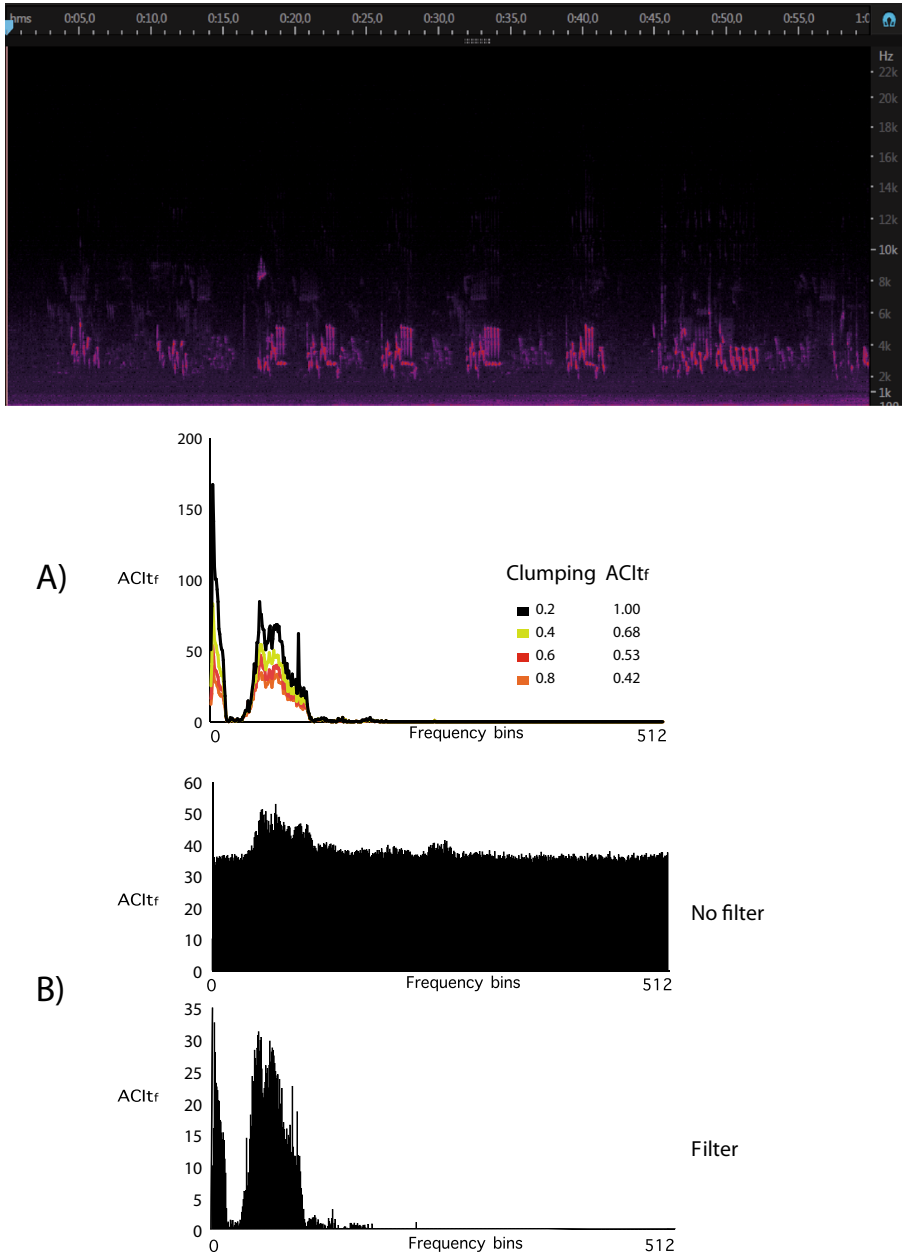 hms 0:05,0 0:10,0 0:15,0 0:20,0 0:25,0 0:30,0 0:35,0 0:40,0 0:45,0 0:50,0 0:55,0 1:0
Hz
22k
20k
18k
16k
14k
12k
10k
8k
6k
4k
2k
1k
A)
ACItf
200
150
100
50
0
Clumping ACItf
0.2 1.00
0.4 0.68
0.6 0.53
0.8 0.42
0 Frequency bins 512
B)
ACItf
60
50
40
30
20
10
0
No filter
0 Frequency bins 512
ACItf
35
30
25
20
15
10
5
0
Filter
0 Frequency bins 512